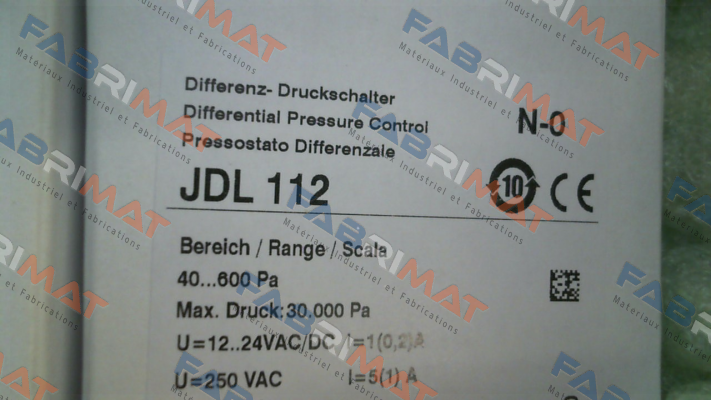 Differenz- Druckschalter
Differential Pressure Control
Pressostato Differenzale
N-0
JDL 112
10
CE
Bereich / Range / Scala
40...600 Pa
Max. Druck:30.000 Pa
U=12..24VAC/DC I=1(0,2)A
U=250 VAC I=5(1) A
FABRIMAT
Materiaux Industriel et Fabrications